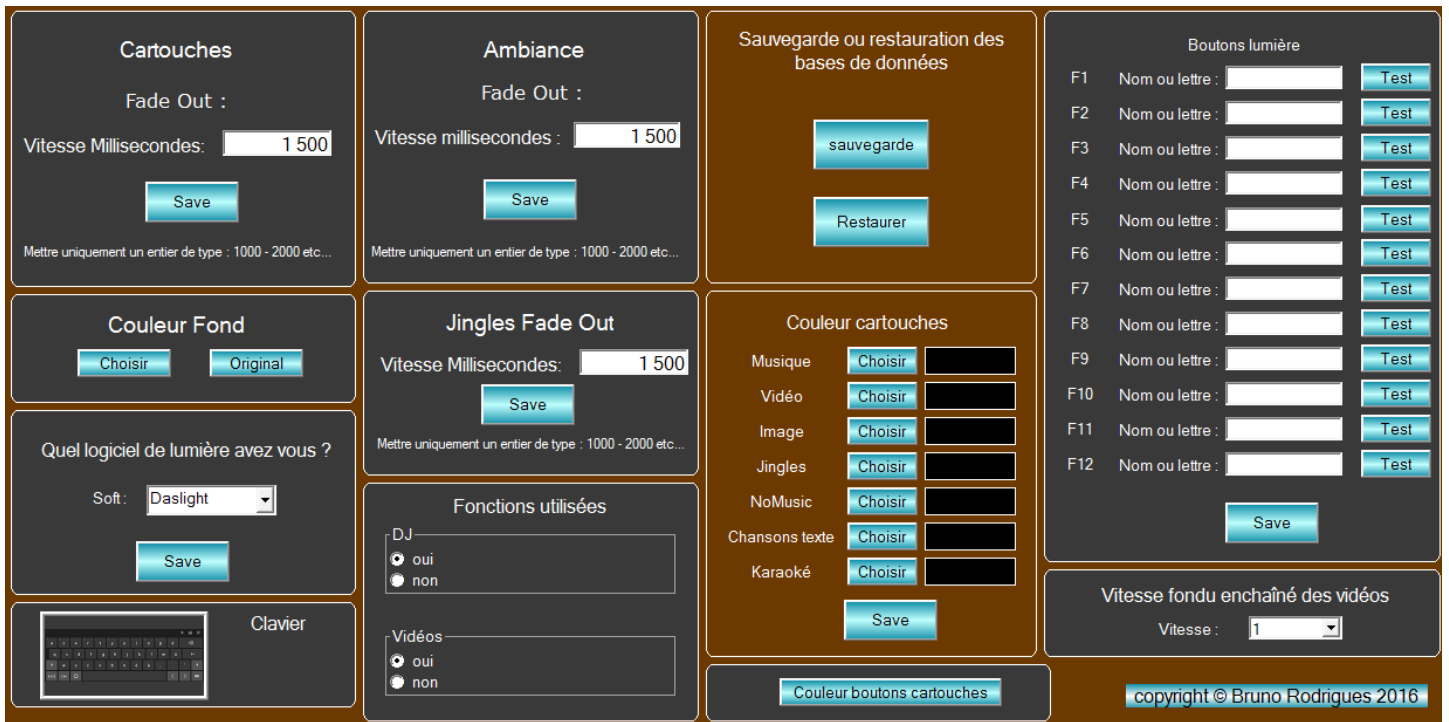 Cartouches
Fade Out :
Vitesse Millisecondes: 1 500
Save
Mettre uniquement un entier de type : 1000 - 2000 etc...
Couleur Fond
Choisir Original
Quel logiciel de lumière avez vous ?
Soft : Daslight
Save
Clavier
Ambiance
Fade Out :
Vitesse millisecondes : 1 500
Save
Mettre uniquement un entier de type : 1000 - 2000 etc...
Jingles Fade Out
Vitesse Millisecondes: 1 500
Save
Mettre uniquement un entier de type : 1000 - 2000 etc...
Fonctions utilisées
DJ
oui
non
Vidéos
oui
non
Sauvegarde ou restauration des
bases de données
sauvegarde
Restaurer
Couleur cartouches
Musique Choisir
Vidéo Choisir
Image Choisir
Jingles Choisir
NoMusic Choisir
Chansons texte Choisir
Karaoké Choisir
Save
Couleur boutons cartouches
Boutons lumière
F1 Nom ou lettre : Test
F2 Nom ou lettre : Test
F3 Nom ou lettre : Test
F4 Nom ou lettre : Test
F5 Nom ou lettre : Test
F6 Nom ou lettre : Test
F7 Nom ou lettre : Test
F8 Nom ou lettre : Test
F9 Nom ou lettre : Test
F10 Nom ou lettre : Test
F11 Nom ou lettre : Test
F12 Nom ou lettre : Test
Save
Vitesse fondu enchaîné des vidéos
Vitesse : 1
copyright © Bruno Rodrigues 2016